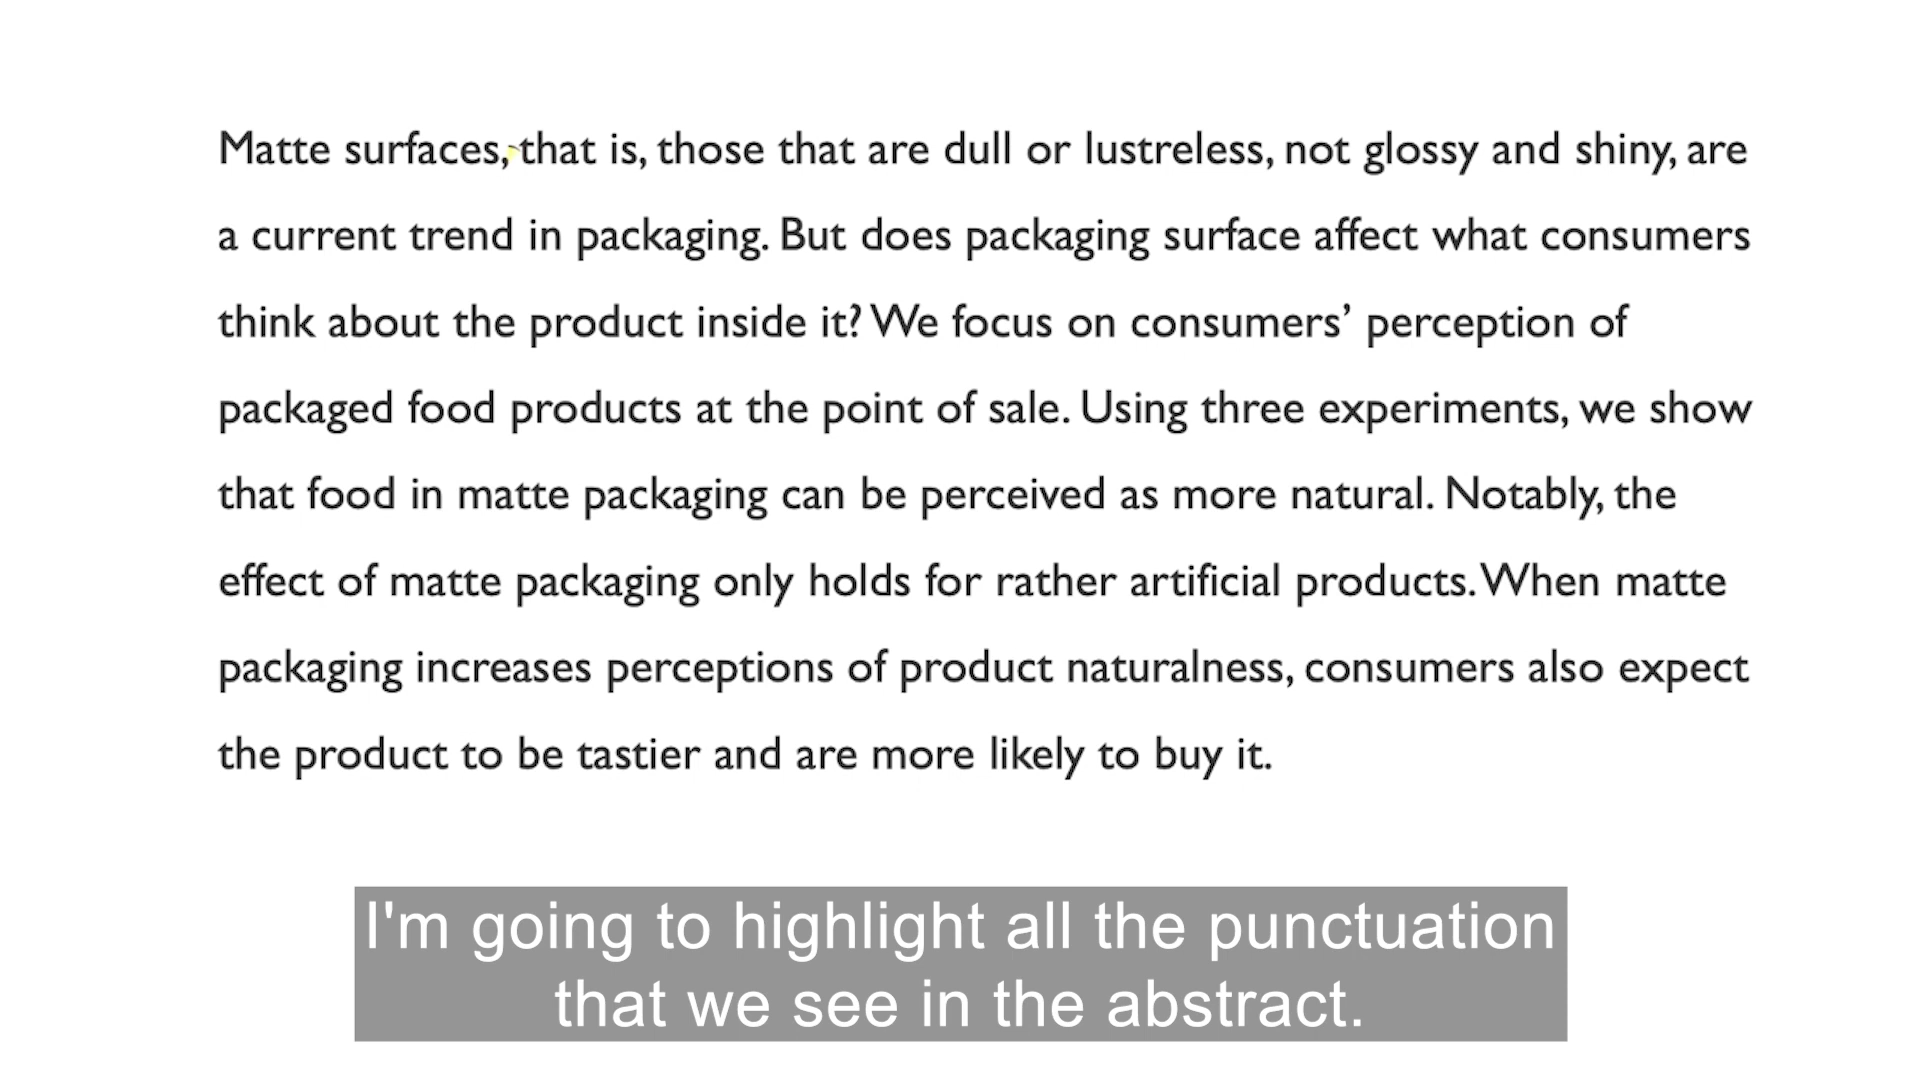 Matte surfaces, that is, those that are dull or lustreless, not glossy and shiny, are
a current trend in packaging. But does packaging surface affect what consumers
think about the product inside it? We focus on consumers’ perception of
packaged food products at the point of sale. Using three experiments, we show
that food in matte packaging can be perceived as more natural. Notably, the
effect of matte packaging only holds for rather artificial products. When matte
packaging increases perceptions of product naturalness, consumers also expect
the product to be tastier and are more likely to buy it.
I'm going to highlight all the punctuation
that we see in the abstract.